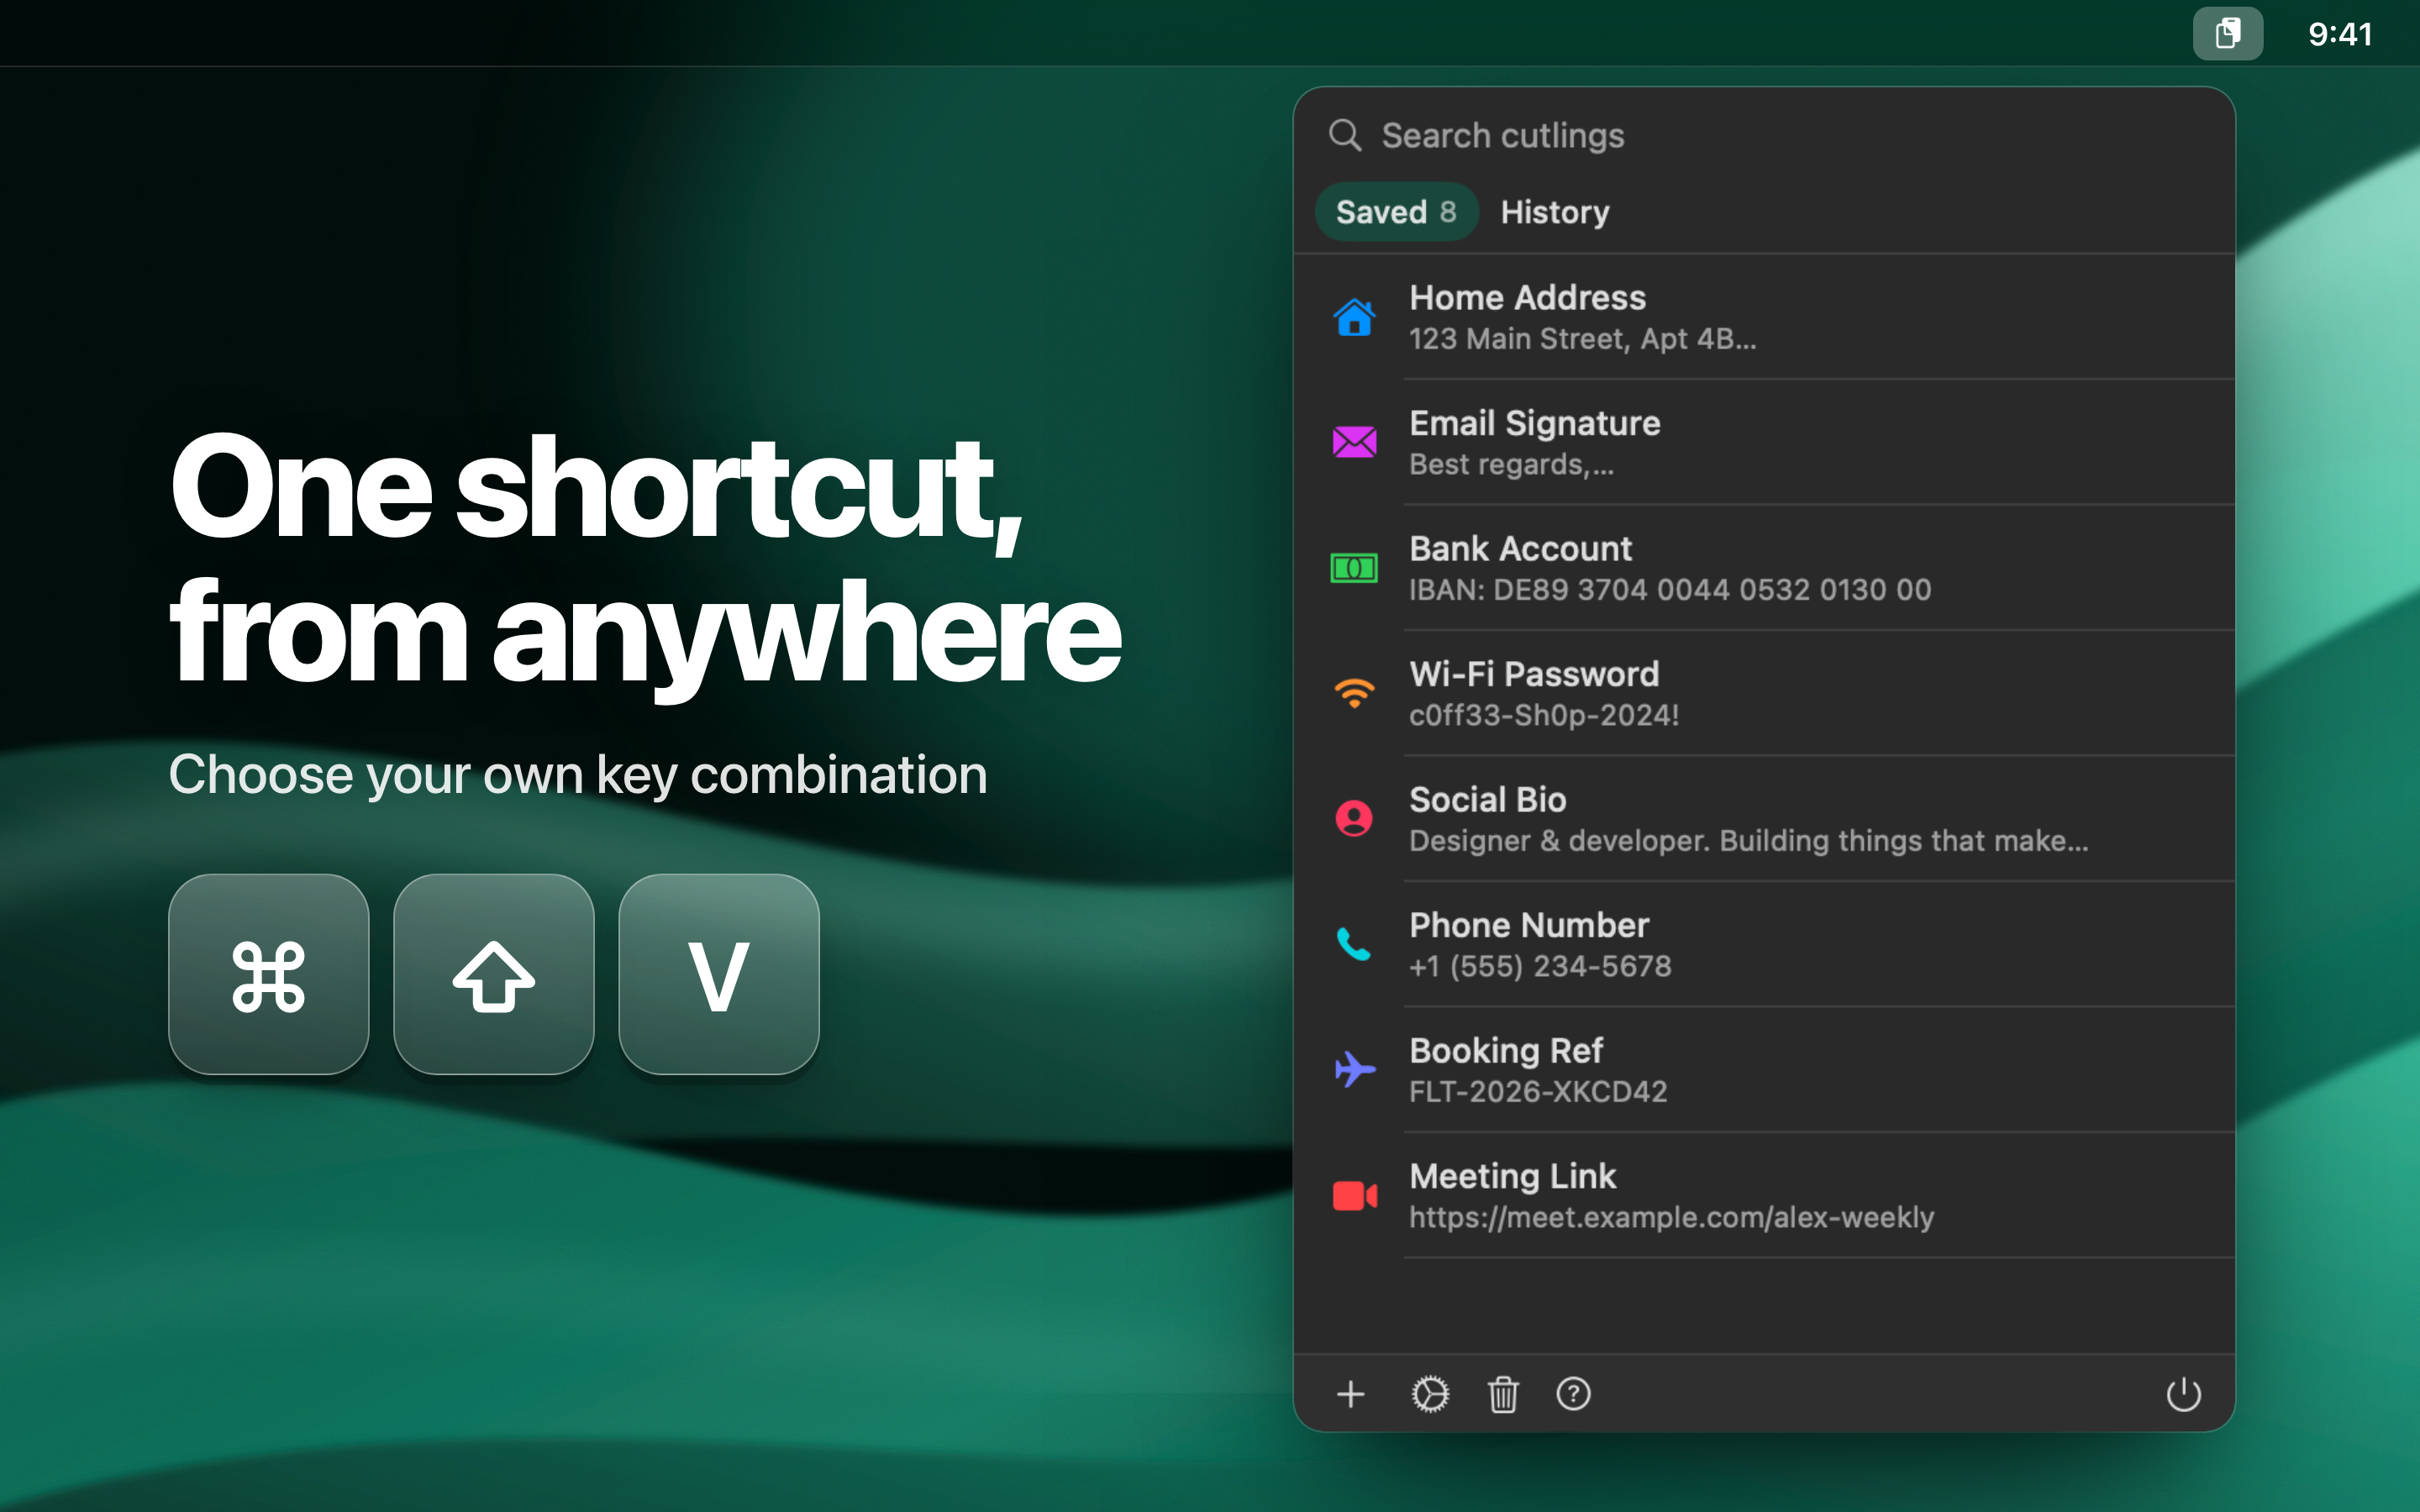 9:41
One shortcut,
from anywhere
Choose your own key combination
⌘ ⇧ V
Search cutlings
Saved 8 History
Home Address
123 Main Street, Apt 4B...
Email Signature
Best regards,...
Bank Account
IBAN: DE89 3704 0044 0532 0130 00
Wi-Fi Password
c0ff33-Sh0p-2024!
Social Bio
Designer & developer. Building things that make...
Phone Number
+1 (555) 234-5678
Booking Ref
FLT-2026-XKCD42
Meeting Link
https://meet.example.com/alex-weekly